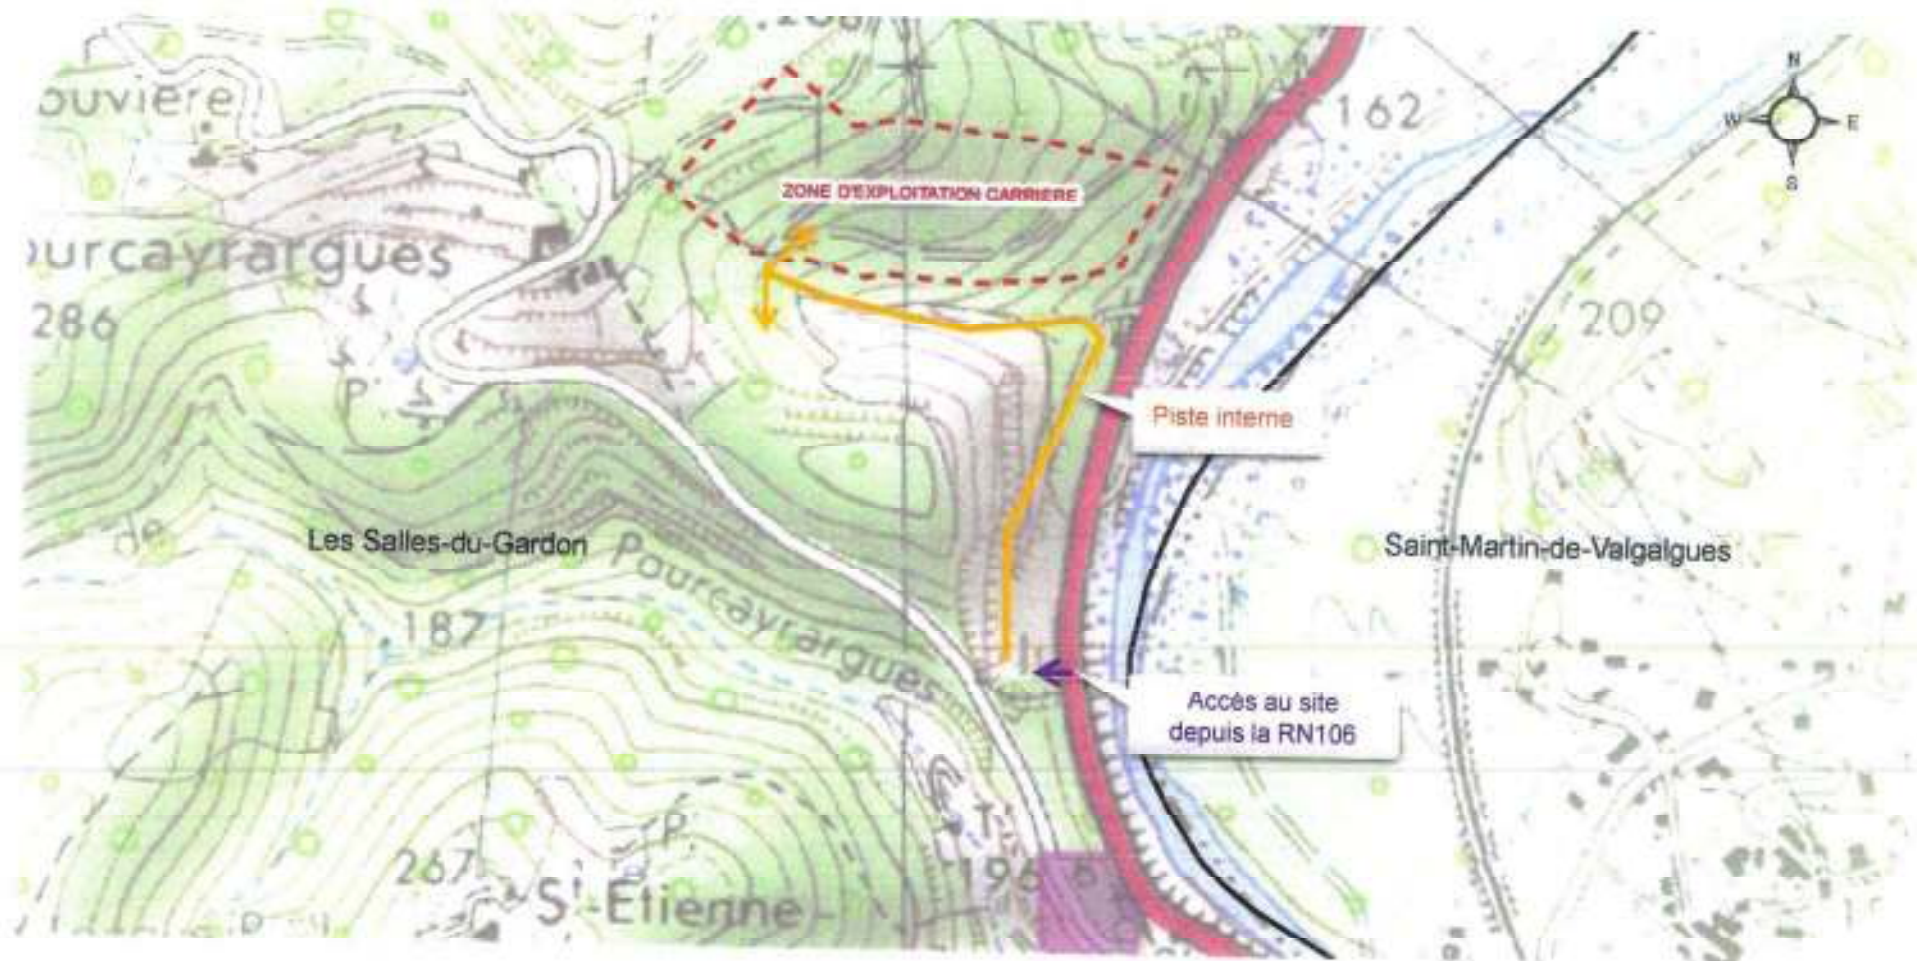 162
N
W E
S
ZONE D'EXPLOITATION CARRIERE
ourcayrargues
286
209
Piste interne
P.
de
Les Salles-du-Gardon
Pourcayrargues
Saint-Martin-de-Valgalgues
187
Accès au site
depuis la RN106
P.
T.
267
196
St-Etienne